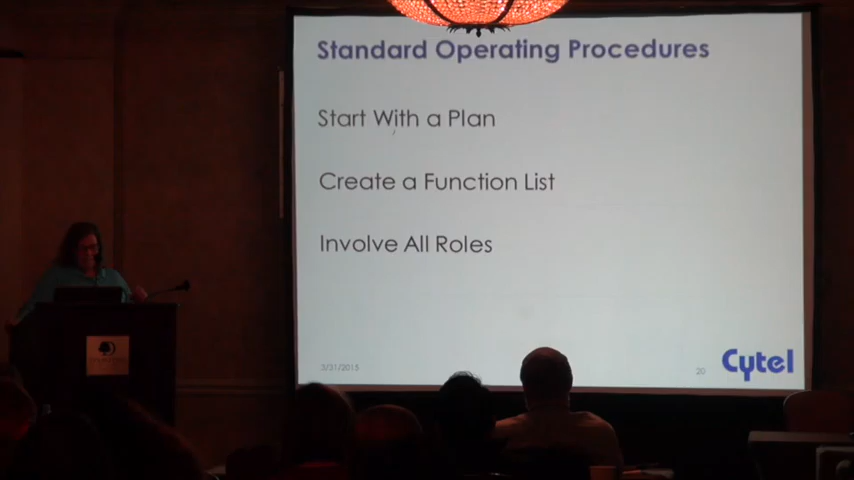 Standard Operating Procedures
Start With a Plan
Create a Function List
Involve All Roles
3/31/2015
20
Cytel